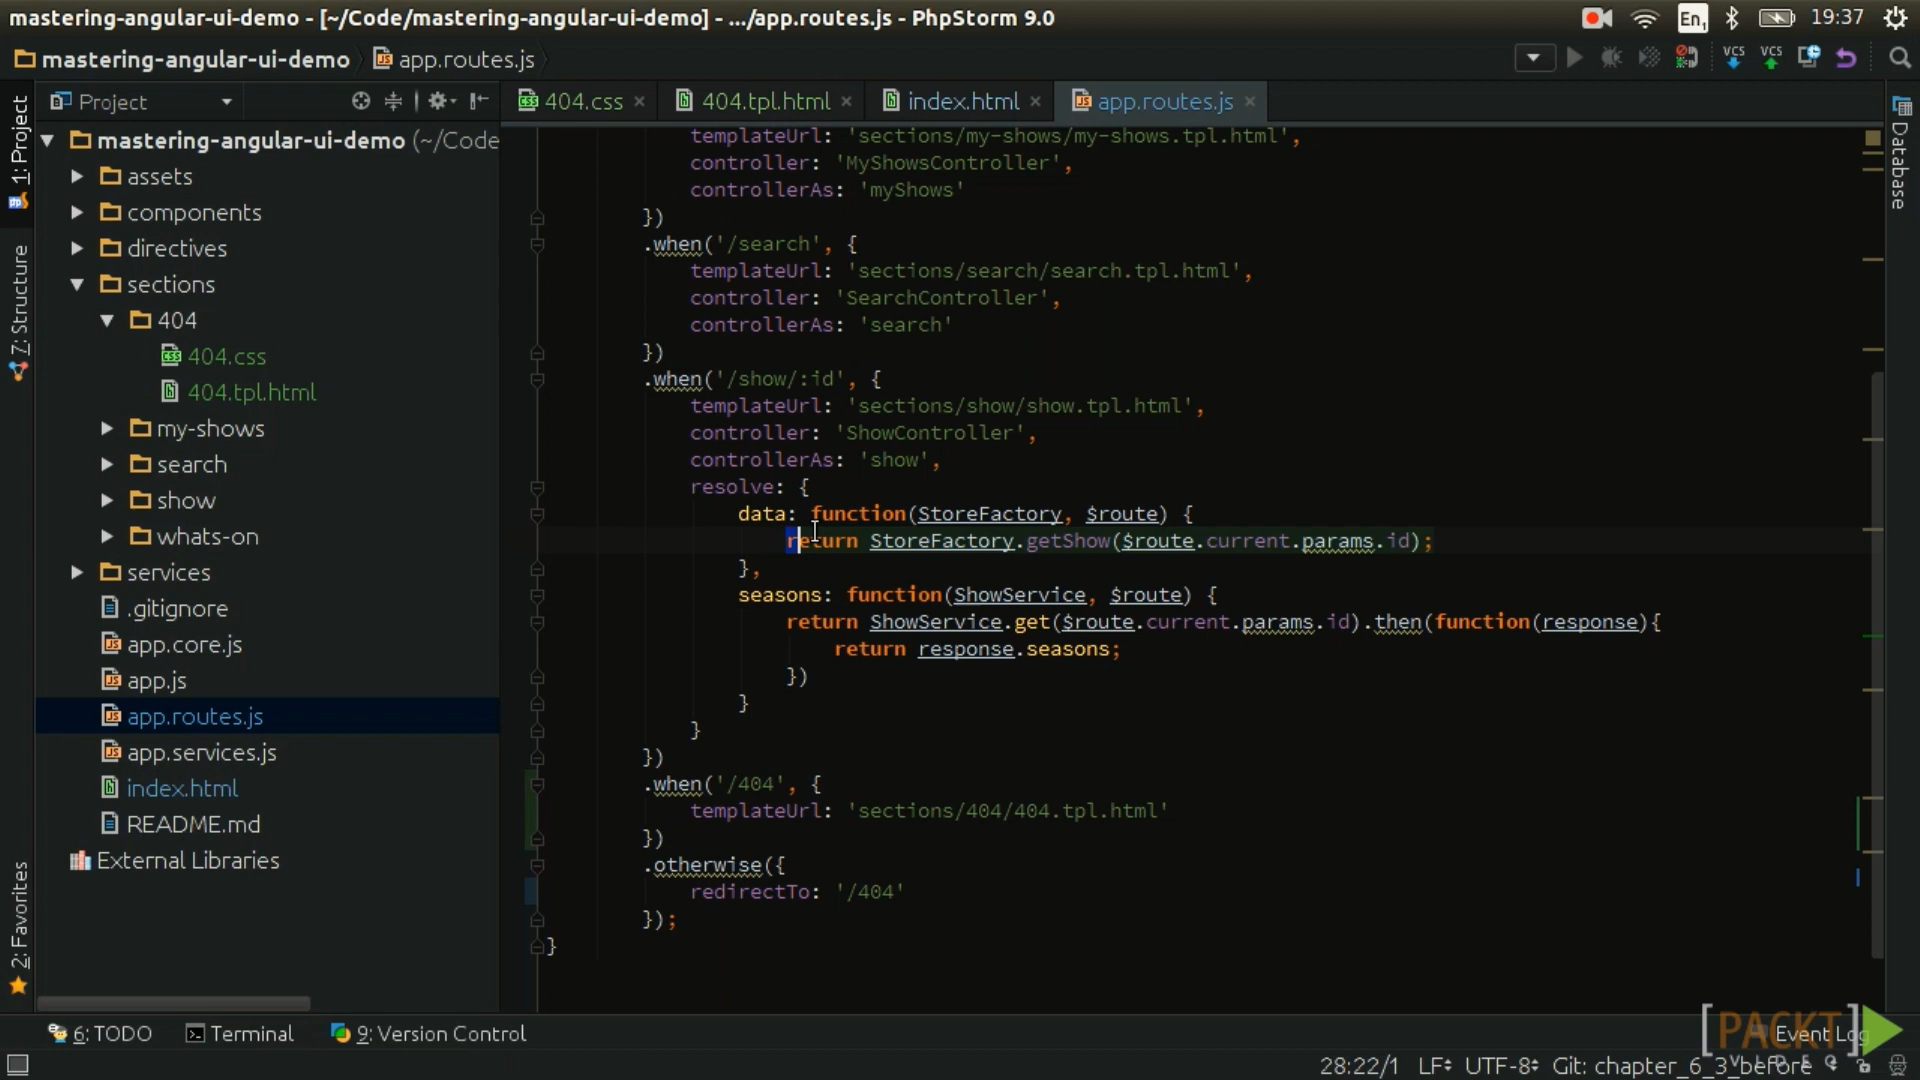 mastering-angular-ui-demo - [~/Code/mastering-angular-ui-demo] - .../app.routes.js - PhpStorm 9.0
En1
19:37
mastering-angular-ui-demo
app.routes.js
VCS
VCS
Project
404.css
404.tpl.html
index.html
app.routes.js
1: Project
7: Structure
2: Favorites
Database
mastering-angular-ui-demo (~/Code
assets
components
directives
sections
404
404.css
404.tpl.html
my-shows
search
show
whats-on
services
.gitignore
app.core.js
app.js
app.routes.js
app.services.js
index.html
README.md
External Libraries
templateUrl: 'sections/my-shows/my-shows.tpl.html',
controller: 'MyShowsController',
controllerAs: 'myShows'
})
.when('/search', {
templateUrl: 'sections/search/search.tpl.html',
controller: 'SearchController',
controllerAs: 'search'
})
.when('/show/:id', {
templateUrl: 'sections/show/show.tpl.html',
controller: 'ShowController',
controllerAs: 'show',
resolve: {
data: function(StoreFactory, $route) {
return StoreFactory.getShow($route.current.params.id);
},
seasons: function(ShowService, $route) {
return ShowService.get($route.current.params.id).then(function(response){
return response.seasons;
})
}
}
})
.when('/404', {
templateUrl: 'sections/404/404.tpl.html'
})
.otherwise({
redirectTo: '/404'
});
}
6: TODO
Terminal
9: Version Control
Event Log
[PACKT]
VIDEO
28:22/1
LF
UTF-8
Git: chapter_6_3_before